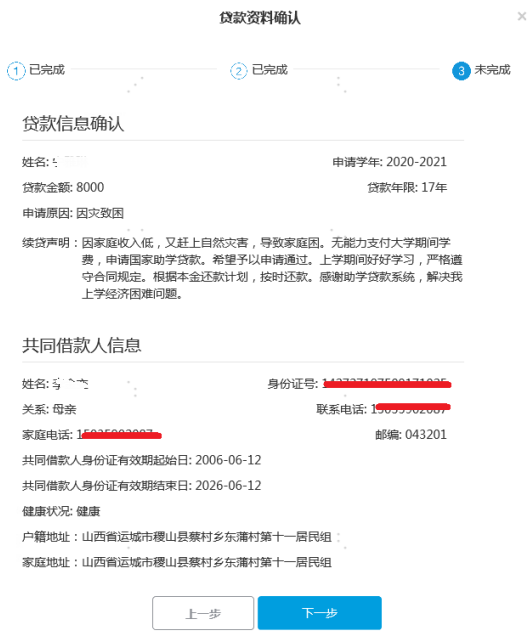 贷款资料确认
×
1 已完成 2 已完成 3 未完成
贷款信息确认
姓名: 申请学年: 2020-2021
贷款金额: 8000 贷款年限: 17年
申请原因: 因灾致困
续贷声明： 因家庭收入低，又赶上自然灾害，导致家庭困。无能力支付大学期间学
费，申请国家助学贷款。希望予以申请通过。上学期间好好学习，严格遵
守合同规定。根据本金还款计划，按时还款。感谢助学贷款系统，解决我
上学经济困难问题。
共同借款人信息
姓名: 身份证号:
关系: 母亲 联系电话:
家庭电话: 邮编: 043201
共同借款人身份证有效期起始日: 2006-06-12
共同借款人身份证有效期结束日: 2026-06-12
健康状况: 健康
户籍地址：山西省运城市稷山县蔡村乡东蒲村第十一居民组
家庭地址：山西省运城市稷山县蔡村乡东蒲村第十一居民组
上一步 下一步